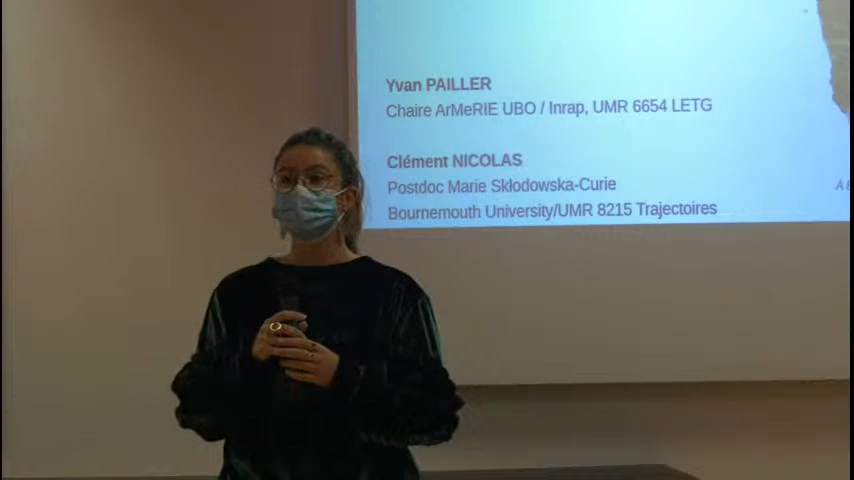 Yvan PAILLER
Chaire ArMeRIE UBO / Inrap, UMR 6654 LETG
Clément NICOLAS
Postdoc Marie Skłodowska-Curie
Bournemouth University/UMR 8215 Trajectoires